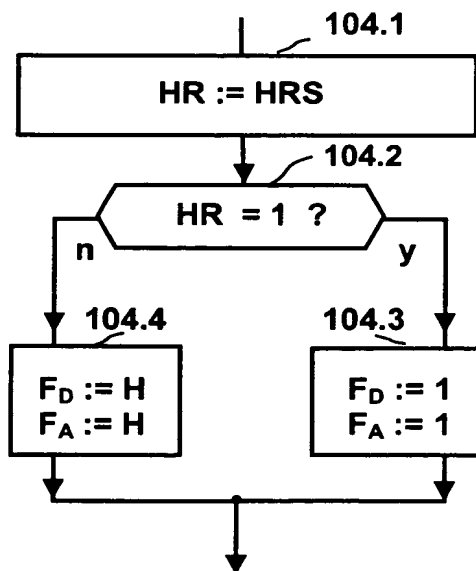 104.1
HR := HRS
104.2
HR = 1 ?
n
y
104.4
104.3
F_D := H
F_A := H
F_D := 1
F_A := 1